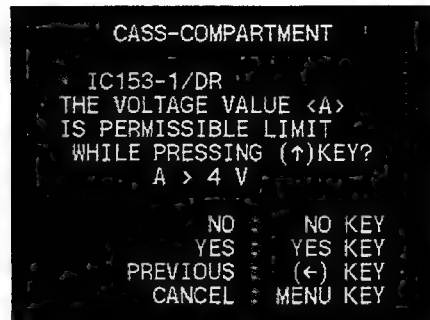 CASS-COMPARTMENT
IC153-1/DR
THE VOLTAGE VALUE <A>
IS PERMISSIBLE LIMIT
WHILE PRESSING (↑)KEY?
A > 4 V
NO : NO KEY
YES : YES KEY
PREVIOUS : (←) KEY
CANCEL : MENU KEY